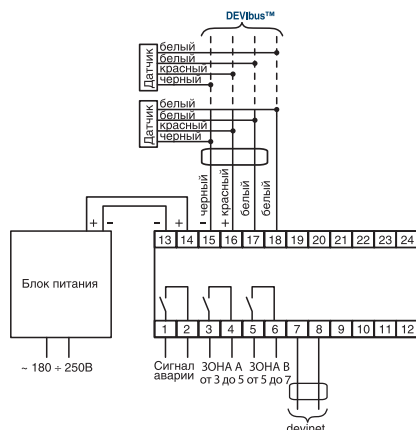 DEVIbus™
Датчик
белый
белый
красный
черный
Датчик
белый
белый
красный
черный
- черный
+ красный
белый
белый
+ - - +
13 14 15 16 17 18 19 20 21 22 23 24
Блок питания
1 2 3 4 5 6 7 8 9 10 11 12
~ 180 ÷ 250В
Сигнал аварии
ЗОНА А от 3 до 5
ЗОНА В от 5 до 7
devinet